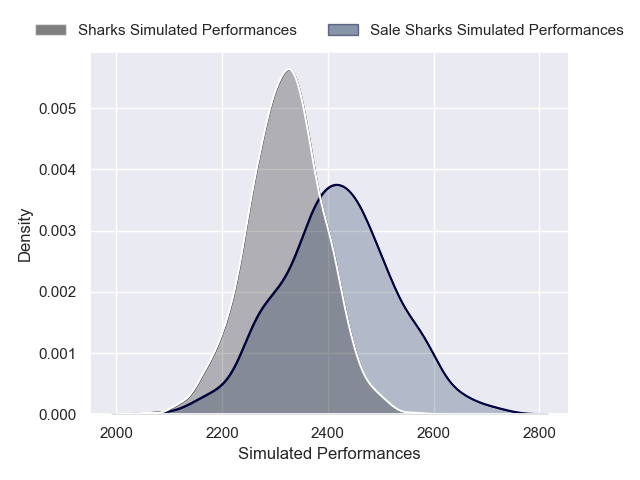 Sharks Simulated Performances
Sale Sharks Simulated Performances
Density
0.005
0.004
0.003
0.002
0.001
0.000
2000
2200
2400
2600
2800
Simulated Performances